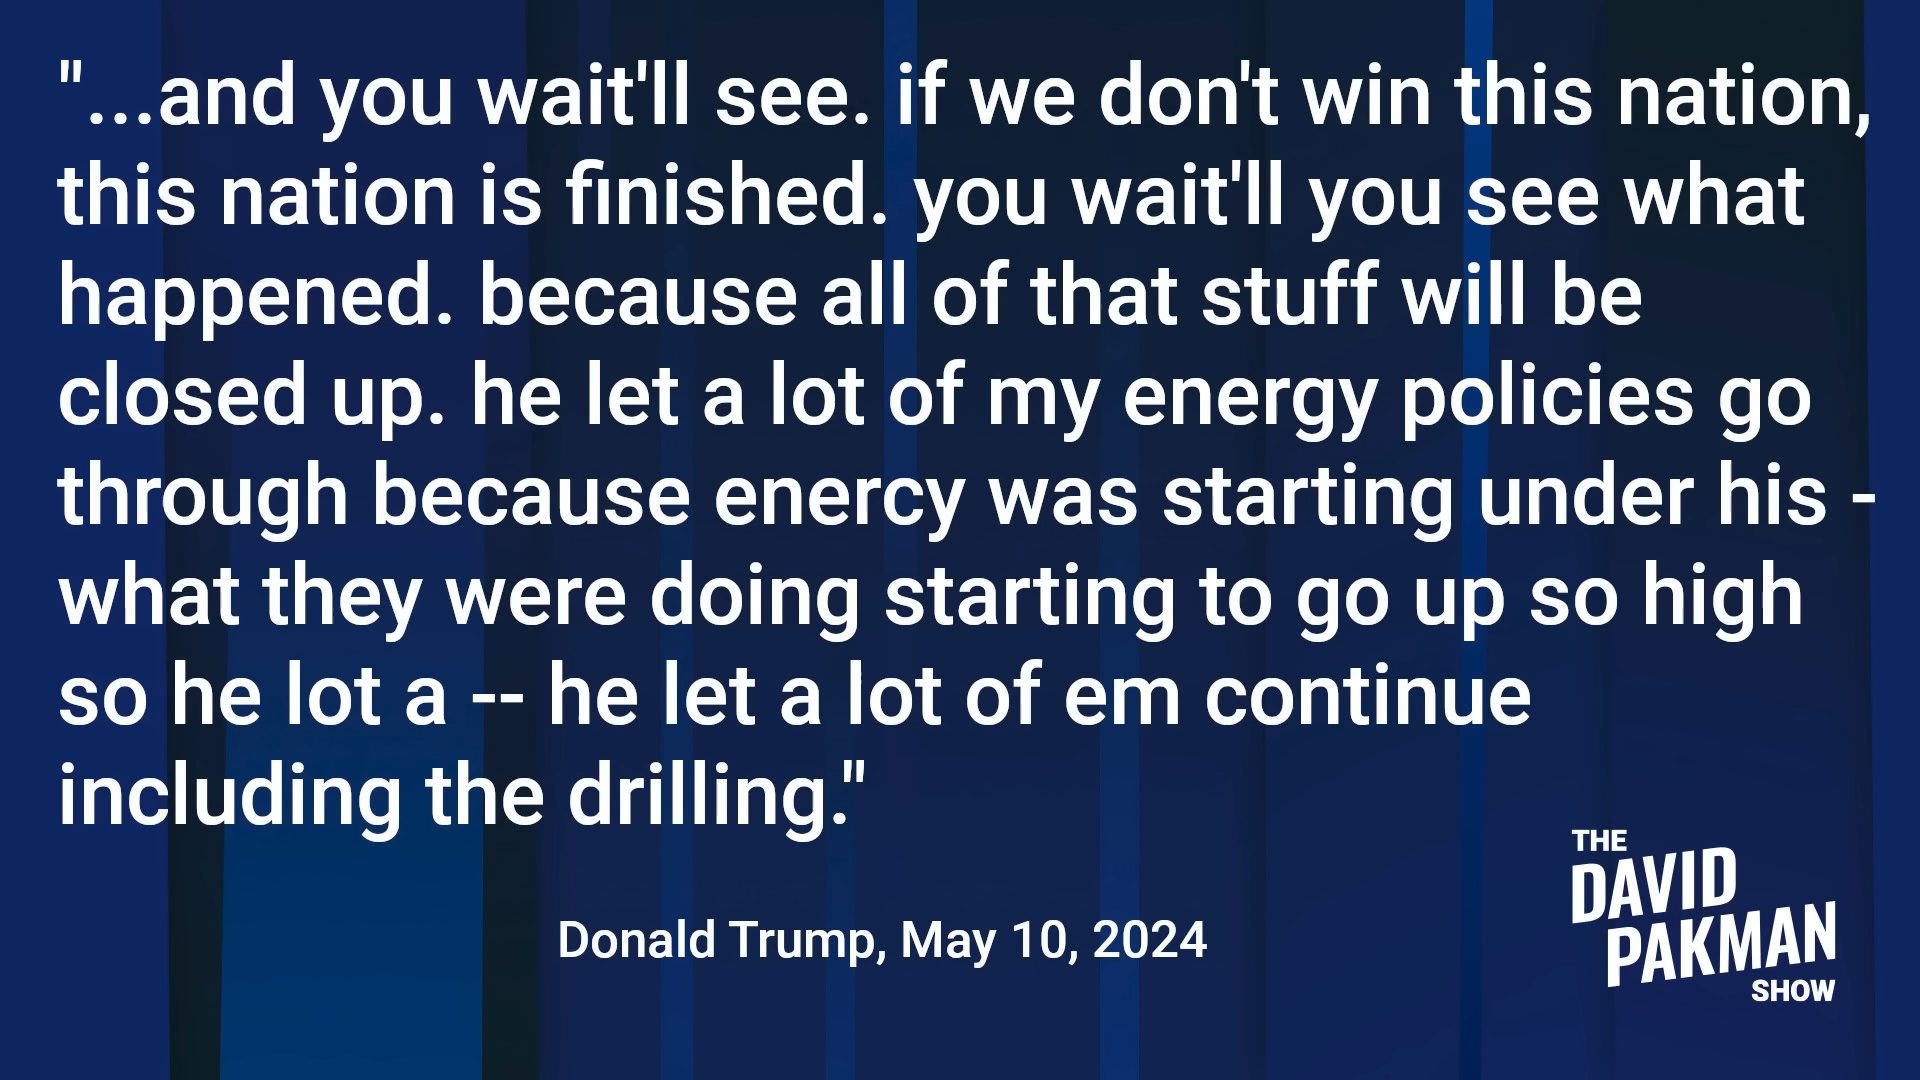 "...and you wait'll see. if we don't win this nation,
this nation is finished. you wait'll you see what
happened. because all of that stuff will be
closed up. he let a lot of my energy policies go
through because enercy was starting under his -
what they were doing starting to go up so high
so he lot a -- he let a lot of em continue
including the drilling."
Donald Trump, May 10, 2024
THE
DAVID
PAKMAN
SHOW